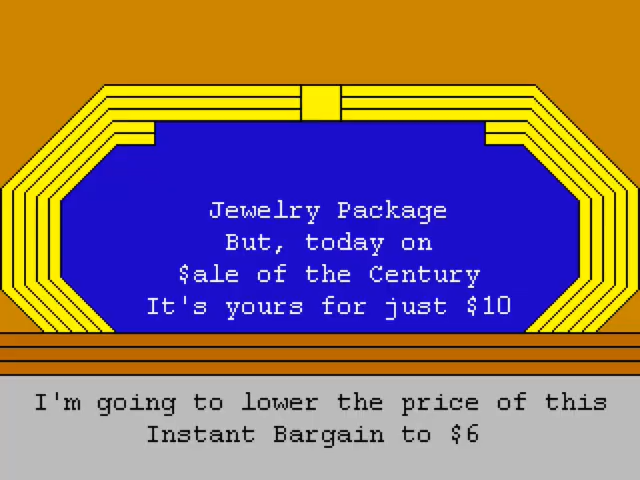 Jewelry Package
But, today on
$ale of the Century
It's yours for just $10
I'm going to lower the price of this
Instant Bargain to $6